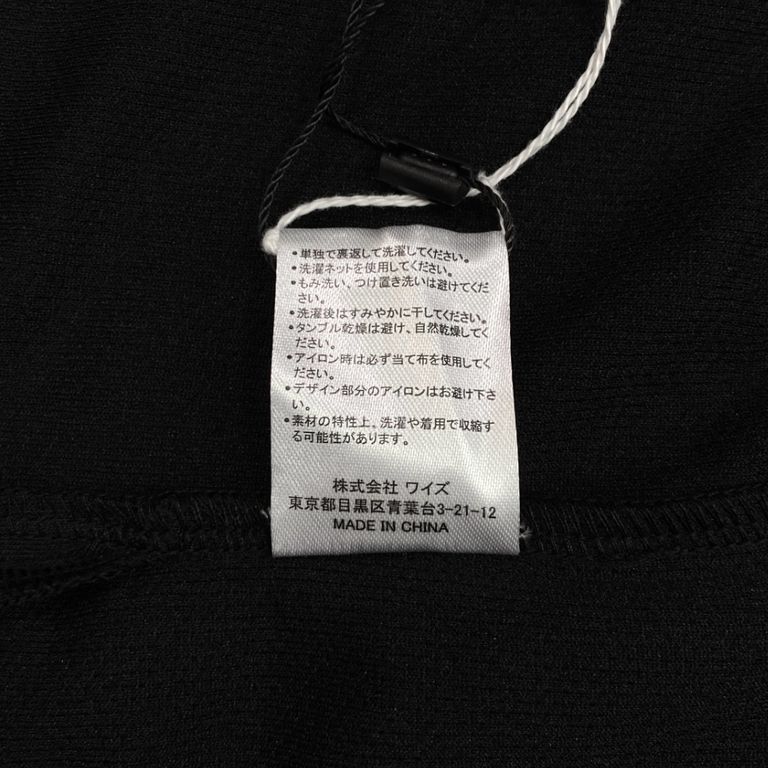 ・単独で裏返して洗濯してください。
・洗濯ネットを使用してください。
・もみ洗い、つけ置き洗いは避けてくだ
さい。
・洗濯後はすみやかに干してください。
・タンブル乾燥は避け、自然乾燥してく
ださい。
・アイロン時は必ず当て布を使用してく
ださい。
・デザイン部分のアイロンはお避け下さ
い。
・素材の特性上、洗濯や着用で収縮す
る可能性があります。
株式会社 ワイズ
東京都目黒区青葉台3-21-12
MADE IN CHINA